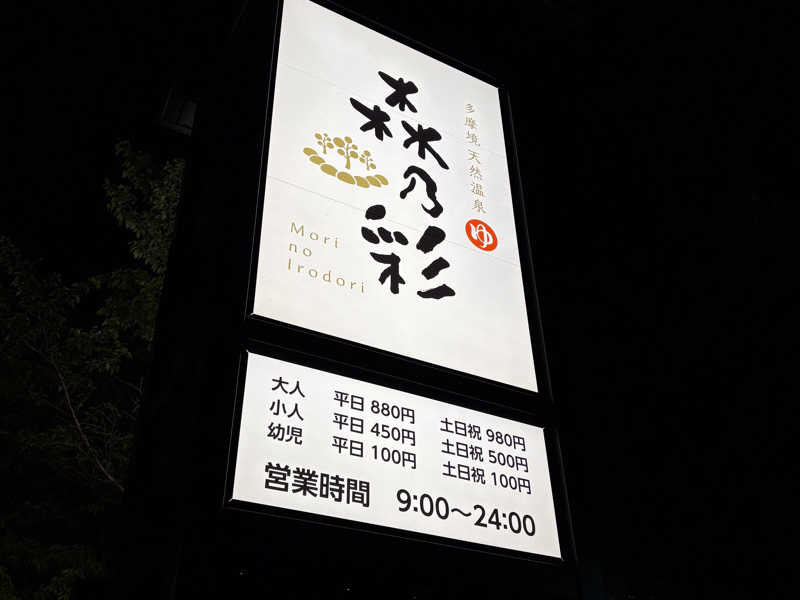 多摩境 天然温泉
ゆ
森乃彩
Mori
no
Irodori
大人 平日 880円 土日祝 980円
小人 平日 450円 土日祝 500円
幼児 平日 100円 土日祝 100円
営業時間 9:00～24:00